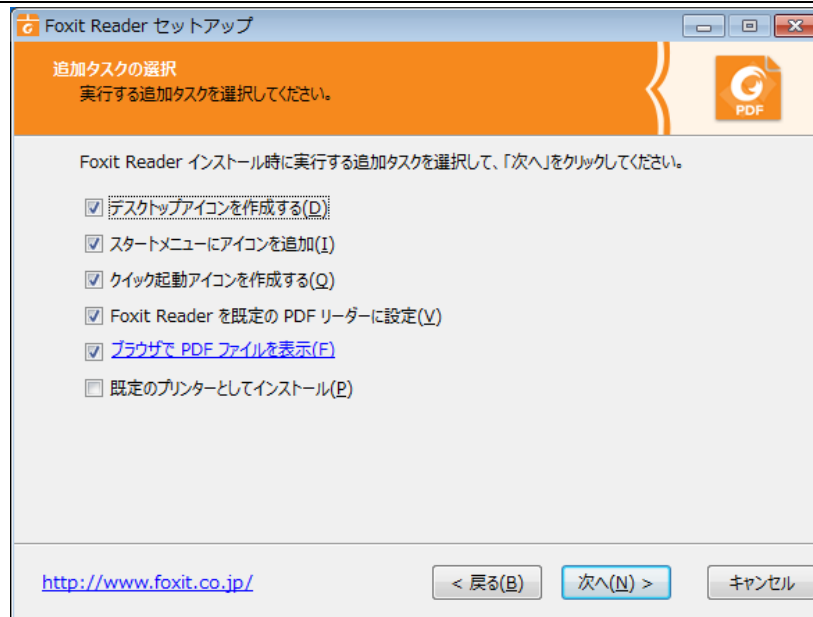 Foxit Reader セットアップ
追加タスクの選択
実行する追加タスクを選択してください。
PDF
Foxit Reader インストール時に実行する追加タスクを選択して、「次へ」をクリックしてください。
デスクトップアイコンを作成する(D)
スタートメニューにアイコンを追加(I)
クイック起動アイコンを作成する(Q)
Foxit Reader を既定の PDF リーダーに設定(V)
ブラウザで PDF ファイルを表示(F)
既定のプリンターとしてインストール(P)
http://www.foxit.co.jp/
< 戻る(B)
次へ(N) >
キャンセル